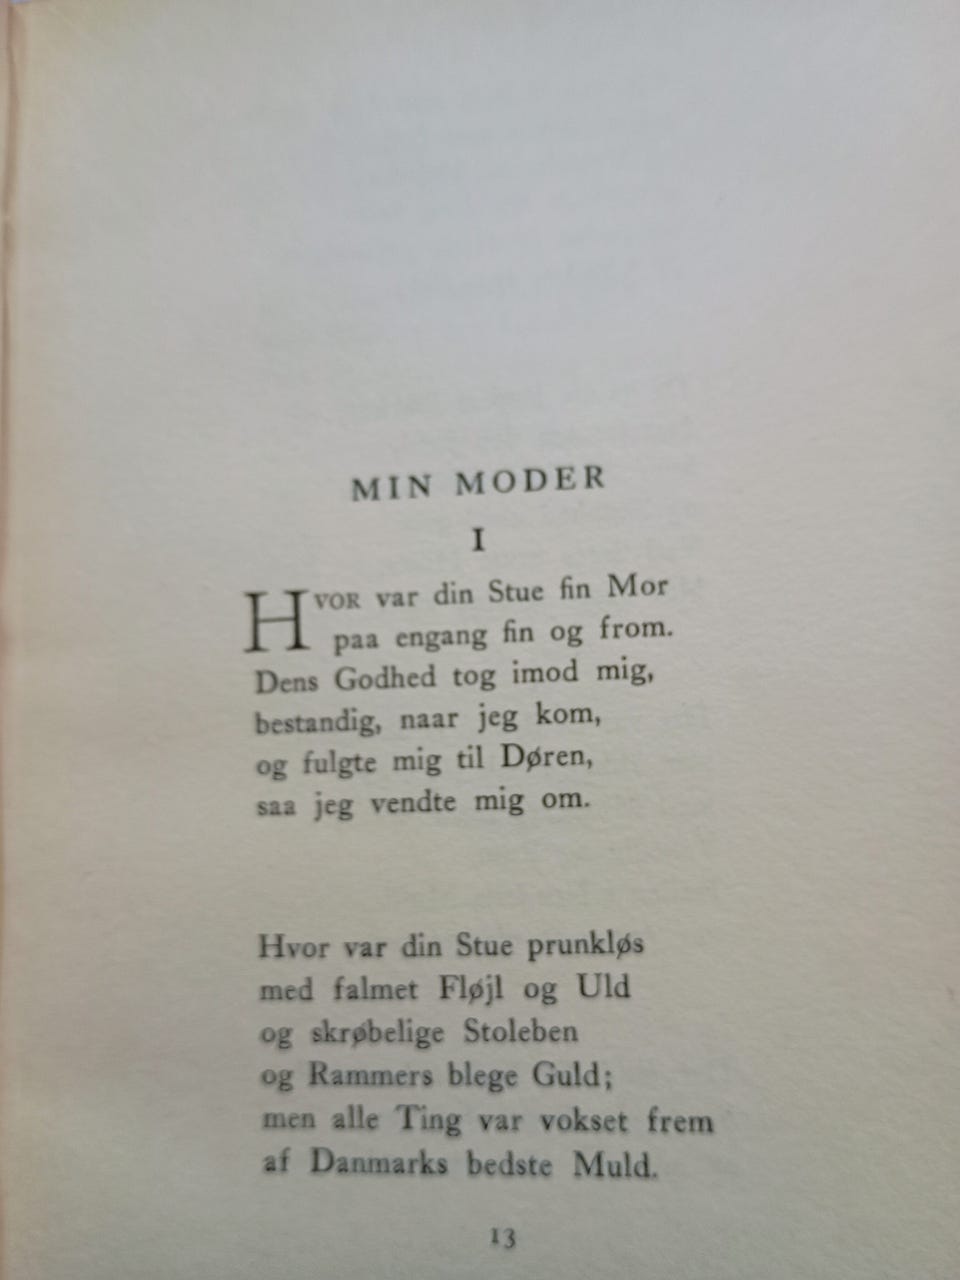 MIN MODER
I
HVOR var din Stue fin Mor
paa engang fin og from.
Dens Godhed tog imod mig,
bestandig, naar jeg kom,
og fulgte mig til Døren,
saa jeg vendte mig om.
Hvor var din Stue prunkløs
med falmet Fløjl og Uld
og skrøbelige Stoleben
og Rammers blege Guld;
men alle Ting var vokset frem
af Danmarks bedste Muld.
13